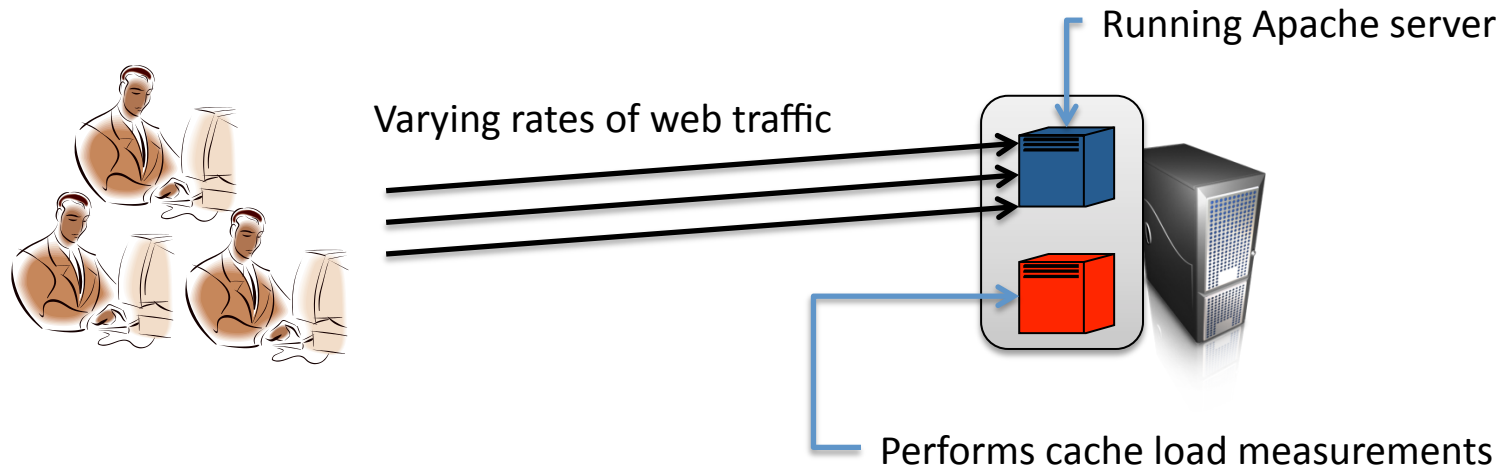 Running Apache server
Varying rates of web traffic
Performs cache load measurements